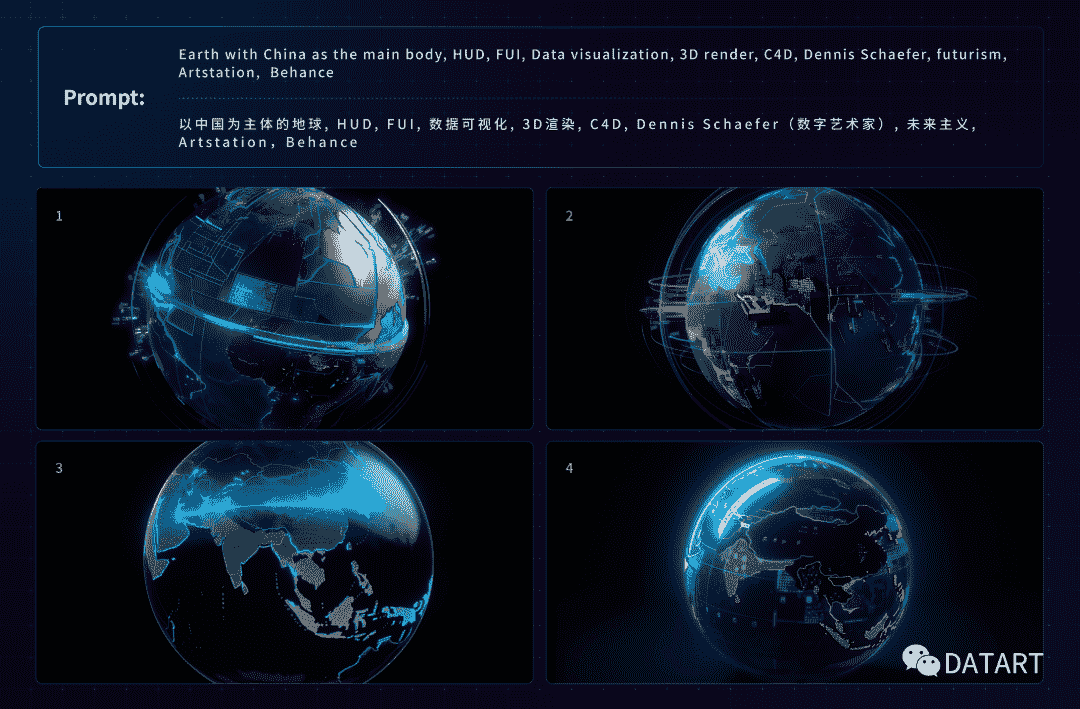 Prompt:
Earth with China as the main body, HUD, FUI, Data visualization, 3D render, C4D, Dennis Schaefer, futurism,
Artstation, Behance
以中国为主体的地球, HUD, FUI, 数据可视化, 3D渲染, C4D, Dennis Schaefer（数字艺术家）, 未来主义,
Artstation, Behance
1
2
3
4
DATART